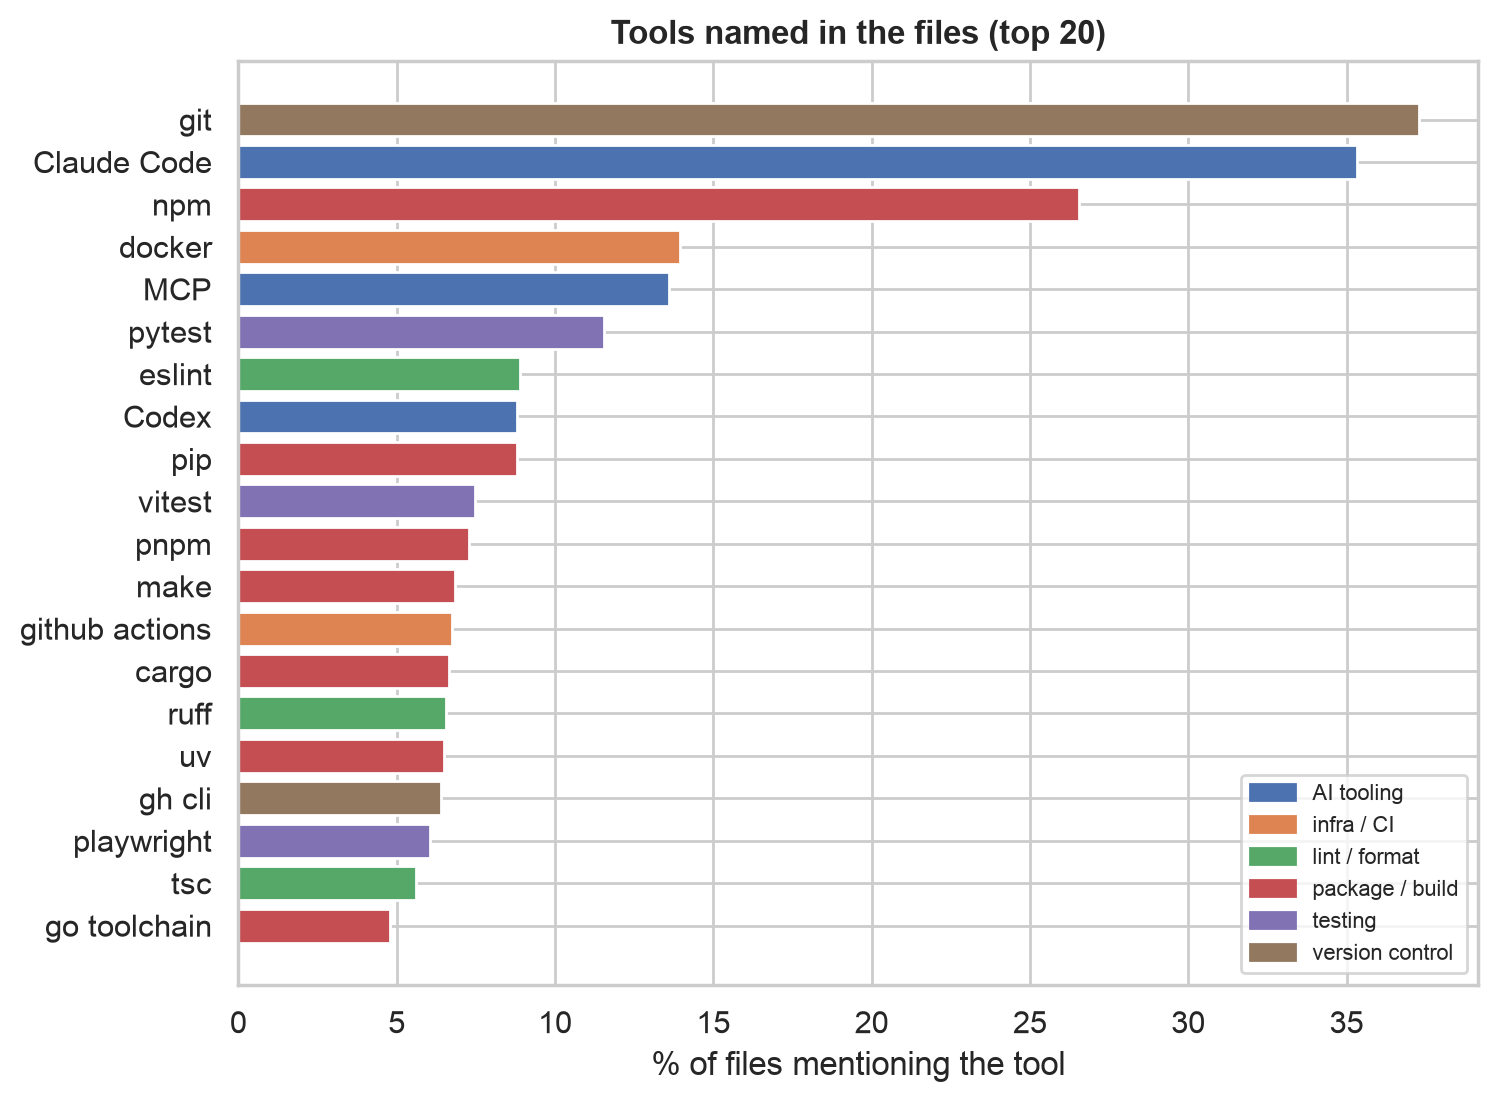 Tools named in the files (top 20)
git
Claude Code
npm
docker
MCP
pytest
eslint
Codex
pip
vitest
pnpm
make
github actions
cargo
ruff
uv
gh cli
playwright
tsc
go toolchain
AI tooling
infra / CI
lint / format
package / build
testing
version control
0 5 10 15 20 25 30 35
% of files mentioning the tool